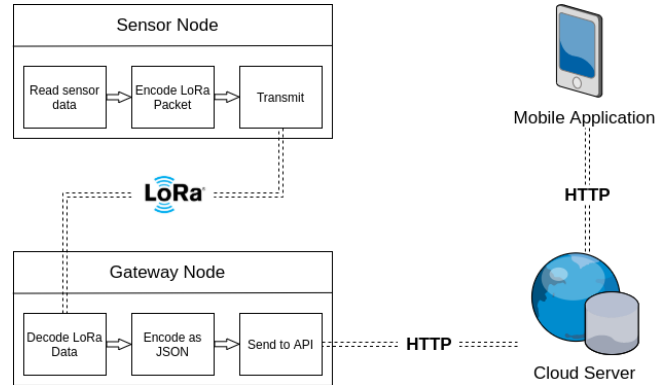 Sensor Node
Read sensor
data
Encode LoRa
Packet
Transmit
Mobile Application
LoRa
HTTP
Gateway Node
Decode LoRa
Data
Encode as
JSON
Send to API
HTTP
Cloud Server